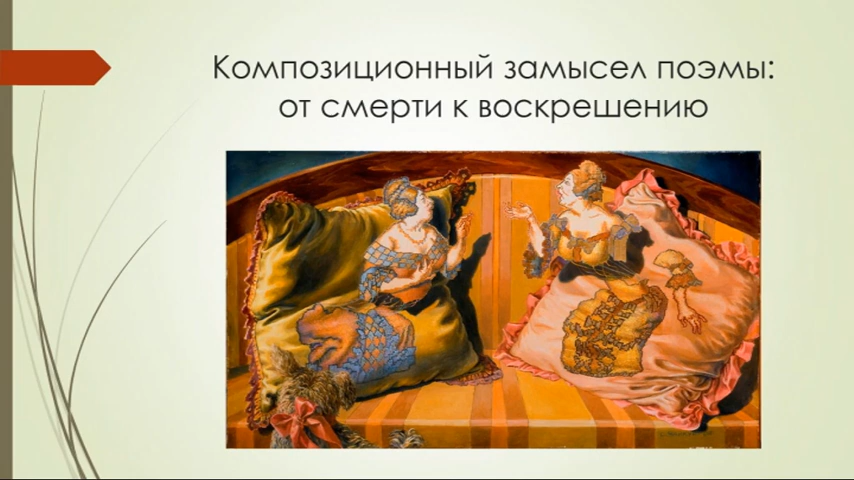 Композиционный замысел поэмы:
от смерти к воскрешению